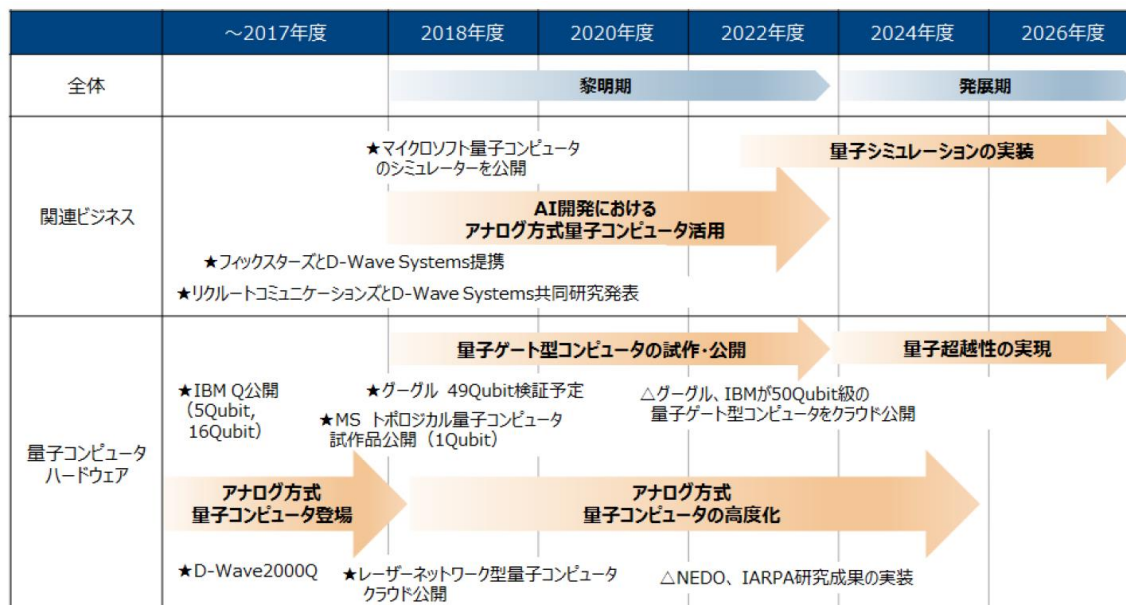 ～2017年度
2018年度
2020年度
2022年度
2024年度
2026年度
全体
黎明期
発展期
関連ビジネス
★マイクロソフト量子コンピュータ
のシミュレーターを公開
量子シミュレーションの実装
AI開発における
アナログ方式量子コンピュータ活用
★フィックスターズとD-Wave Systems提携
★リクルートコミュニケーションズとD-Wave Systems共同研究発表
量子コンピュータ
ハードウェア
量子ゲート型コンピュータの試作・公開
量子超越性の実現
★IBM Q公開
（5Qubit,
16Qubit）
★グーグル 49Qubit検証予定
★MS トポロジカル量子コンピュータ
試作品公開（1Qubit）
△グーグル、IBMが50Qubit級の
量子ゲート型コンピュータをクラウド公開
アナログ方式
量子コンピュータ登場
アナログ方式
量子コンピュータの高度化
★D-Wave2000Q
★レーザーネットワーク型量子コンピュータ
クラウド公開
△NEDO、IARPA研究成果の実装